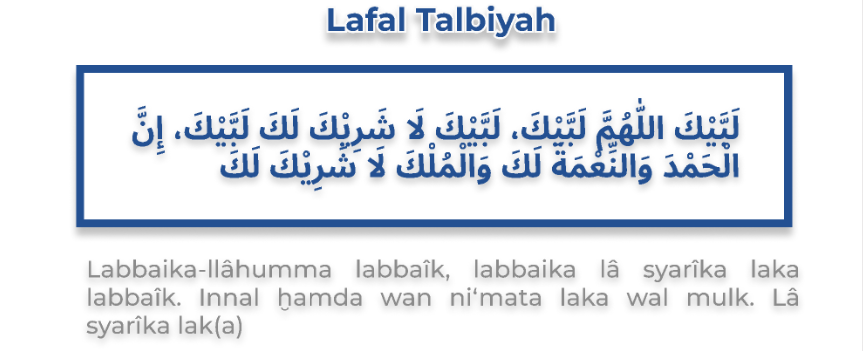 Lafal Talbiyah
لَبَّيْكَ اللّٰهُمَّ لَبَّيْكَ، لَبَّيْكَ لَا شَرِيْكَ لَكَ لَبَّيْكَ، إِنَّ
الْحَمْدَ وَالنِّعْمَةَ لَكَ وَالْمُلْكَ لَا شَرِيْكَ لَكَ
Labbaika-llâhumma labbaîk, labbaika lâ syarîka laka
labbaîk. Innal ḫamda wan ni‘mata laka wal mulk. Lâ
syarîka lak(a)